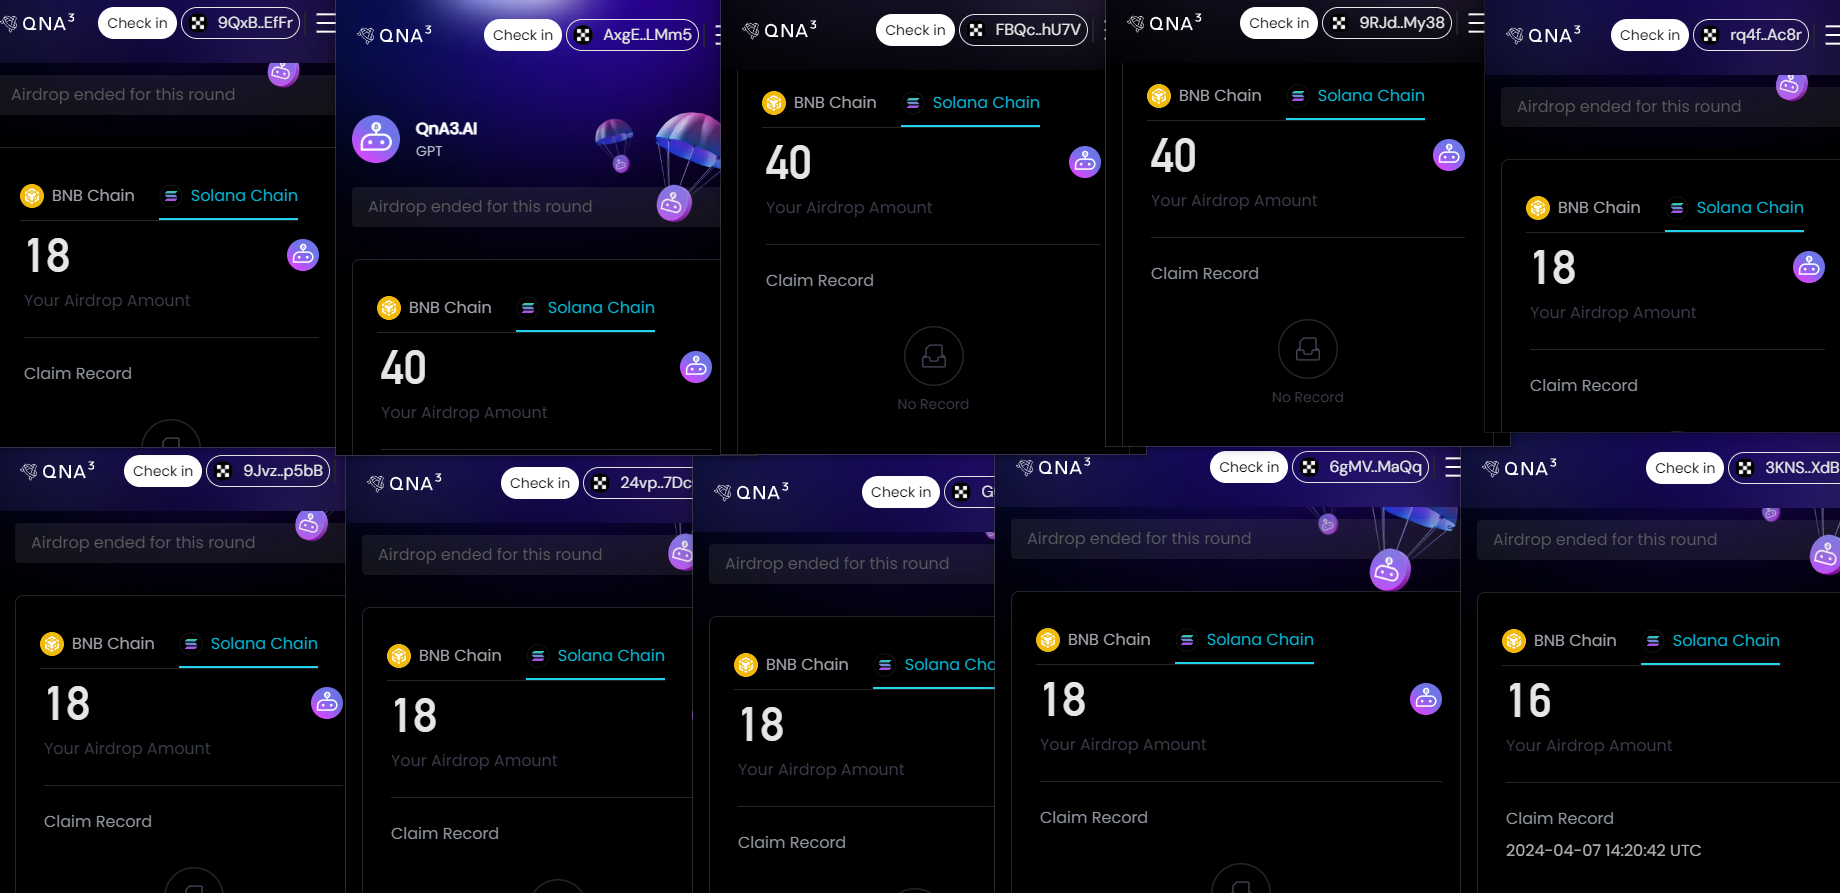 QNA³
Check in
9QxB..EfFr
Airdrop ended for this round
BNB Chain
Solana Chain
18
Your Airdrop Amount
Claim Record
QNA³
Check in
AxgE..LMm5
QnA3.AI
GPT
Airdrop ended for this round
BNB Chain
Solana Chain
40
Your Airdrop Amount
QNA³
Check in
FBQc..hU7V
BNB Chain
Solana Chain
40
Your Airdrop Amount
Claim Record
No Record
QNA³
Check in
9RJd..My38
BNB Chain
Solana Chain
40
Your Airdrop Amount
Claim Record
No Record
QNA³
Check in
rq4f..Ac8r
Airdrop ended for this round
BNB Chain
Solana Chain
18
Your Airdrop Amount
Claim Record
QNA³
Check in
9Jvz..p5bB
Airdrop ended for this round
BNB Chain
Solana Chain
18
Your Airdrop Amount
Claim Record
QNA³
Check in
24vp..7Dc
Airdrop ended for this round
BNB Chain
Solana Chain
18
Your Airdrop Amount
Claim Record
QNA³
Check in
Airdrop ended for this round
BNB Chain
Solana Cha
18
Your Airdrop Amount
Claim Record
QNA³
Check in
6gMV..MaQq
Airdrop ended for this round
BNB Chain
Solana Chain
18
Your Airdrop Amount
Claim Record
QNA³
Check in
3KNS..XdB
Airdrop ended for this round
BNB Chain
Solana Chain
16
Your Airdrop Amount
Claim Record
2024-04-07 14:20:42 UTC